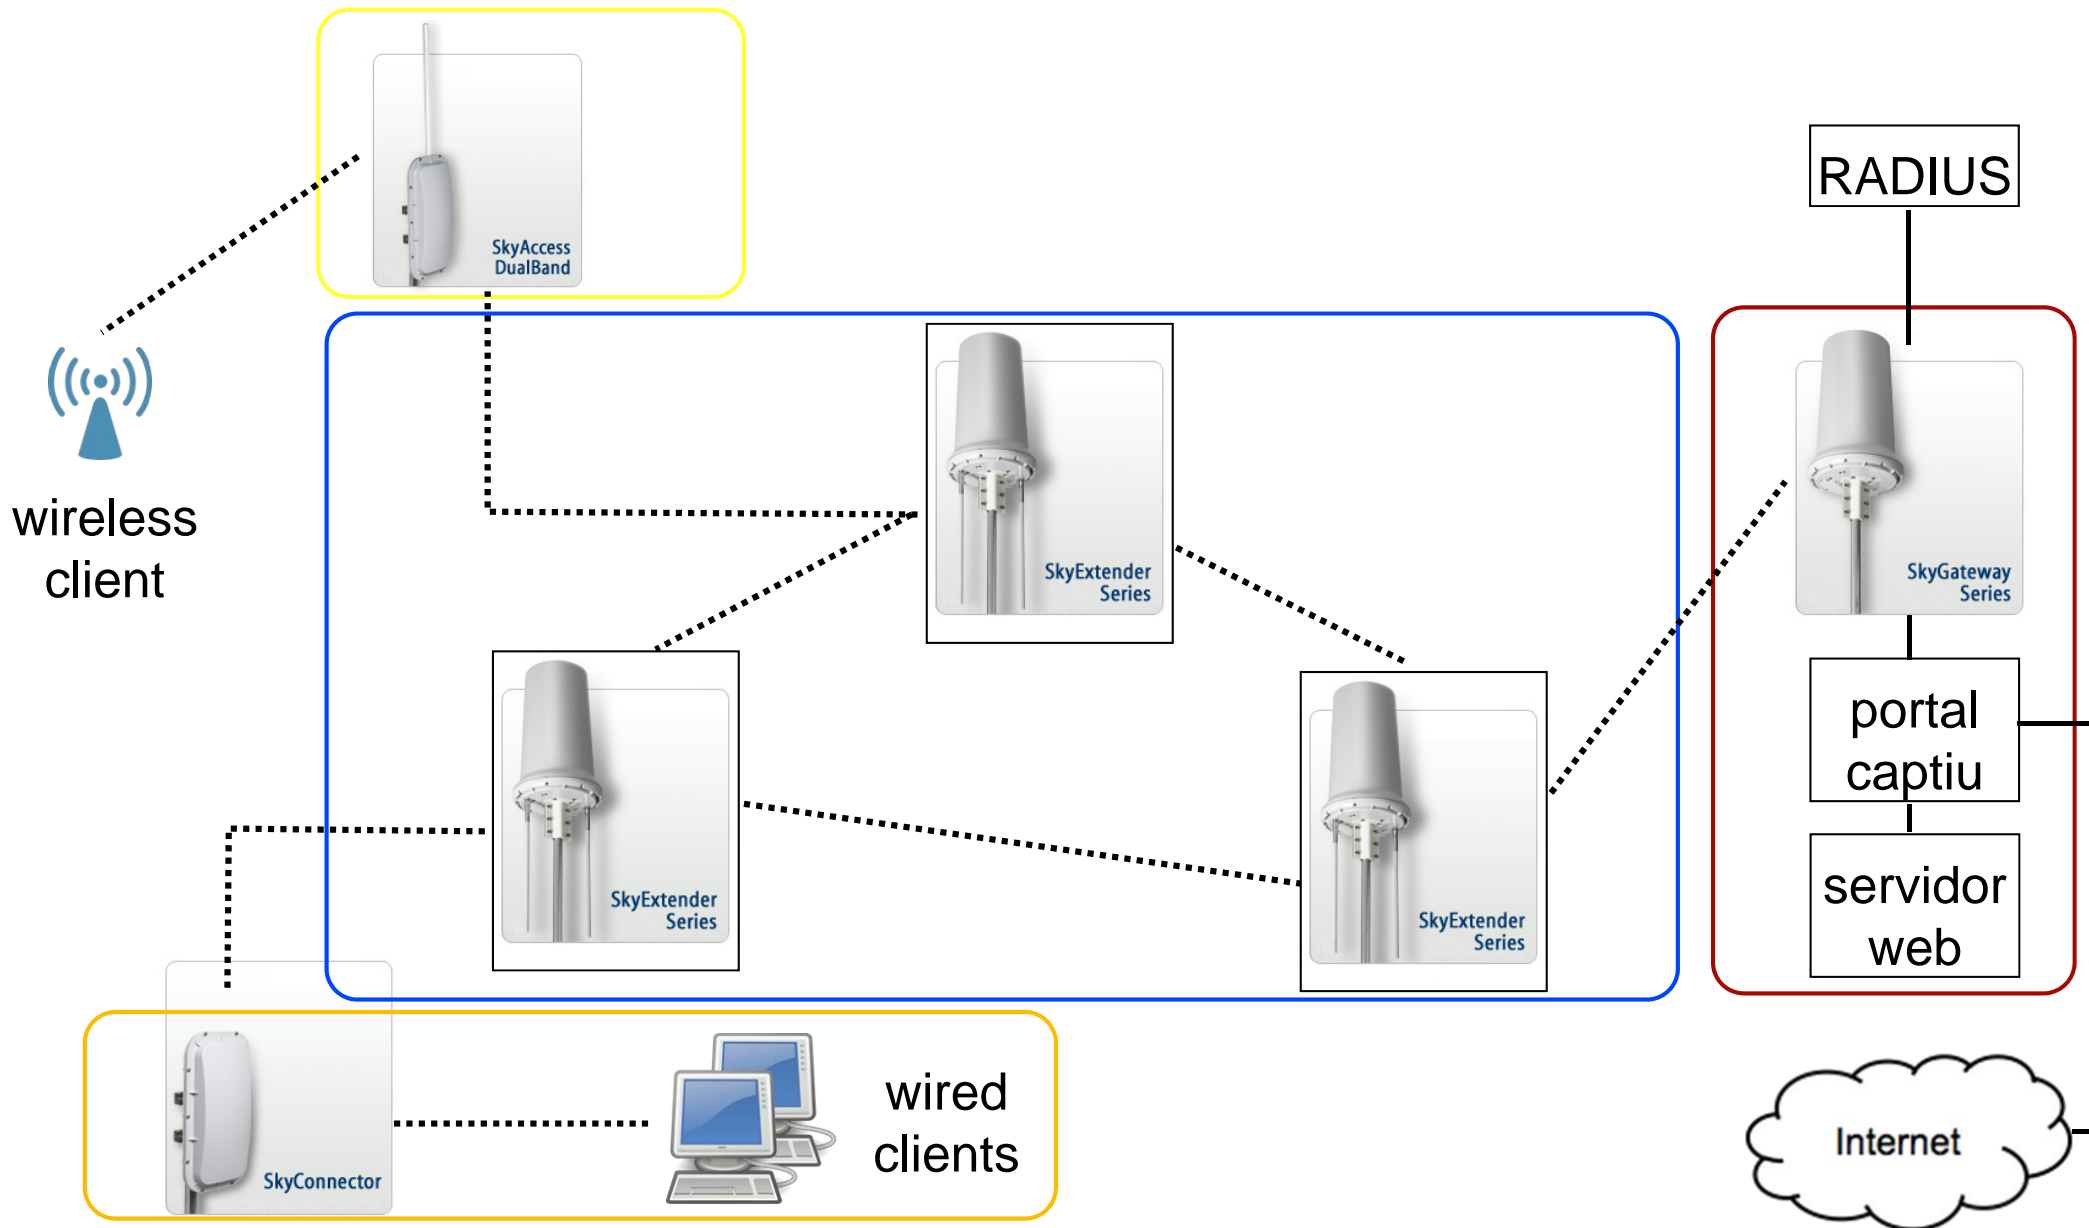 SkyAccess
DualBand
RADIUS
wireless
client
SkyExtender
Series
SkyGateway
Series
SkyExtender
Series
SkyExtender
Series
portal
captiu
servidor
web
SkyConnector
wired
clients
Internet